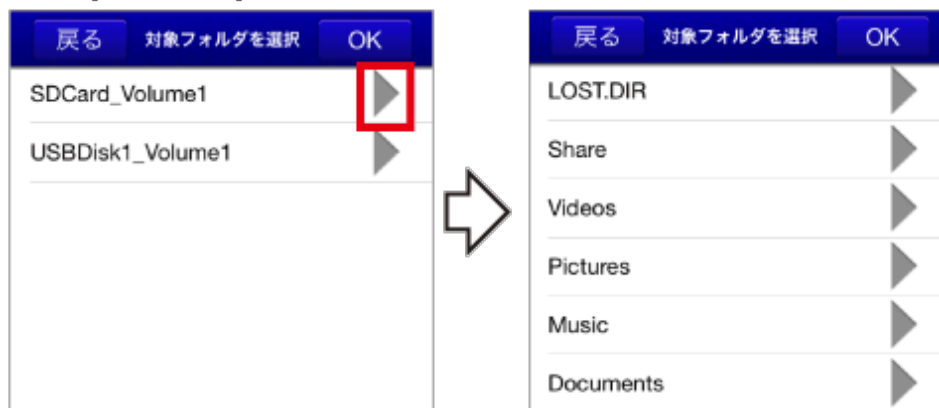 戻る 対象フォルダを選択 OK
SDCard_Volume1
USBDisk1_Volume1
戻る 対象フォルダを選択 OK
LOST.DIR
Share
Videos
Pictures
Music
Documents